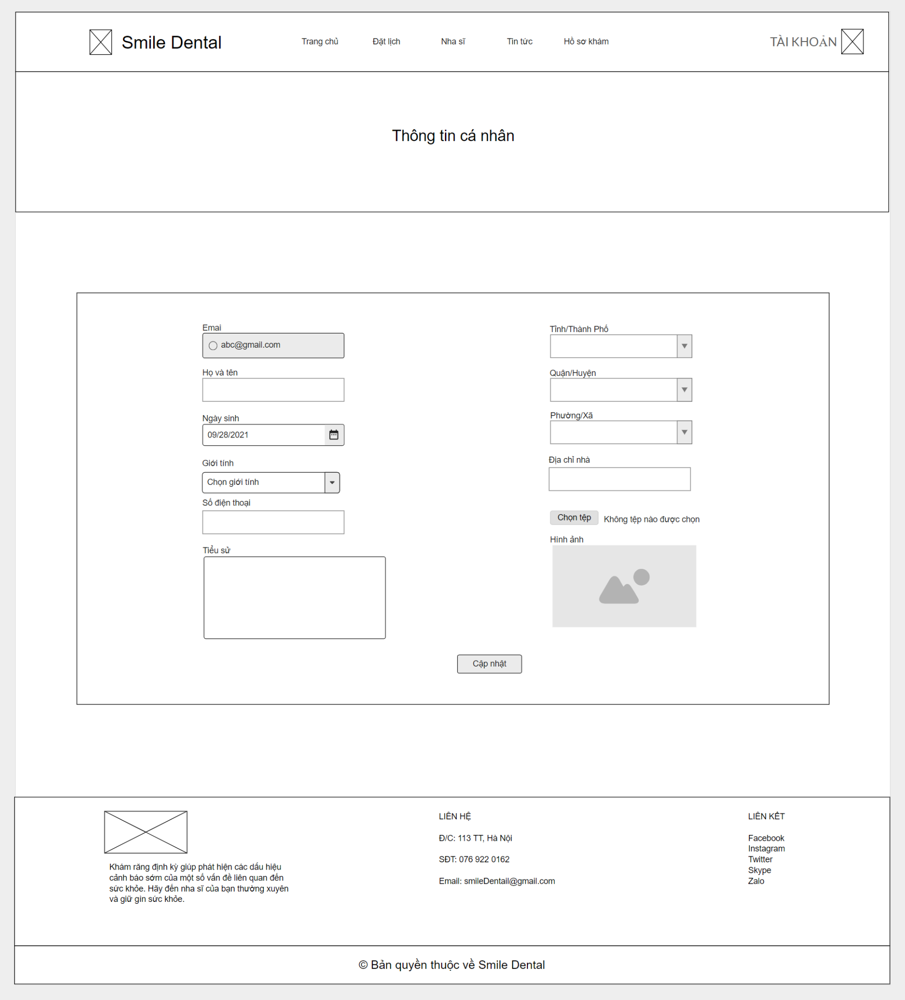 Smile Dental
Trang chủ
Đặt lịch
Nha sĩ
Tin tức
Hồ sơ khám
TÀI KHOẢN
Thông tin cá nhân
Emai
abc@gmail.com
Họ và tên
Ngày sinh
09/28/2021
Giới tính
Chọn giới tính
Số điện thoại
Tiểu sử
Tỉnh/Thành Phố
Quận/Huyện
Phường/Xã
Địa chỉ nhà
Chọn tệp
Không tệp nào được chọn
Hình ảnh
Cập nhật
Khám răng định kỳ giúp phát hiện các dấu hiệu
cảnh báo sớm của một số vấn đề liên quan đến
sức khỏe. Hãy đến nha sĩ của bạn thường xuyên
và giữ gìn sức khỏe.
LIÊN HỆ
Đ/C: 113 TT, Hà Nội
SĐT: 076 922 0162
Email: smileDentail@gmail.com
LIÊN KẾT
Facebook
Instagram
Twitter
Skype
Zalo
© Bản quyền thuộc về Smile Dental